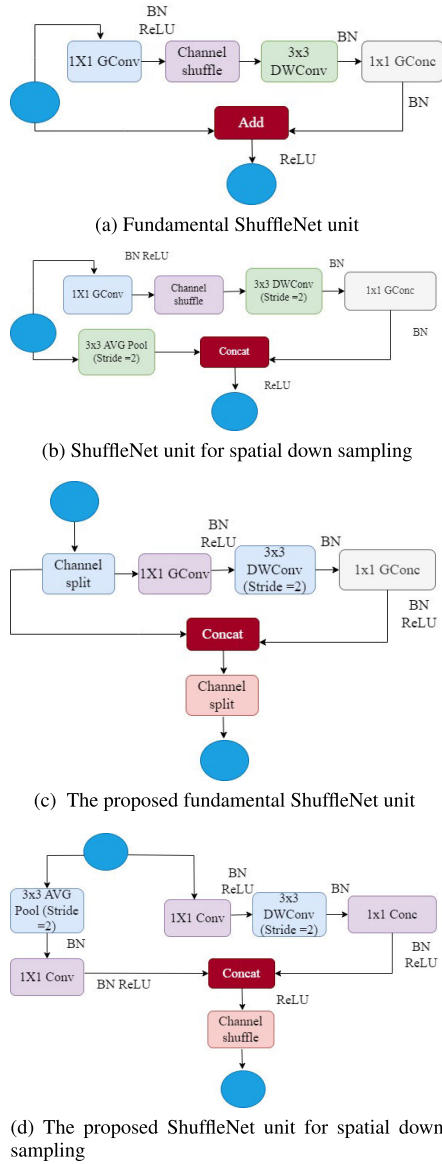 BN
ReLU
1X1 GConv
Channel
shuffle
3x3
DWConv
BN
1x1 GConc
BN
Add
ReLU
(a) Fundamental ShuffleNet unit
BN ReLU
1X1 GConv
Channel
shuffle
3x3 DWConv
(Stride =2)
BN
1x1 GConc
BN
3x3 AVG Pool
(Stride =2)
Concat
ReLU
(b) ShuffleNet unit for spatial down sampling
Channel
split
1X1 GConv
BN
ReLU
3x3
DWConv
(Stride =2)
BN
1x1 GConc
BN
ReLU
Concat
Channel
split
(c) The proposed fundamental ShuffleNet unit
3x3 AVG
Pool (Stride
=2)
BN
1X1 Conv
BN ReLU
1X1 Conv
BN
ReLU
3x3
DWConv
(Stride =2)
BN
1x1 Conc
BN
ReLU
Concat
ReLU
Channel
shuffle
(d) The proposed ShuffleNet unit for spatial down
sampling